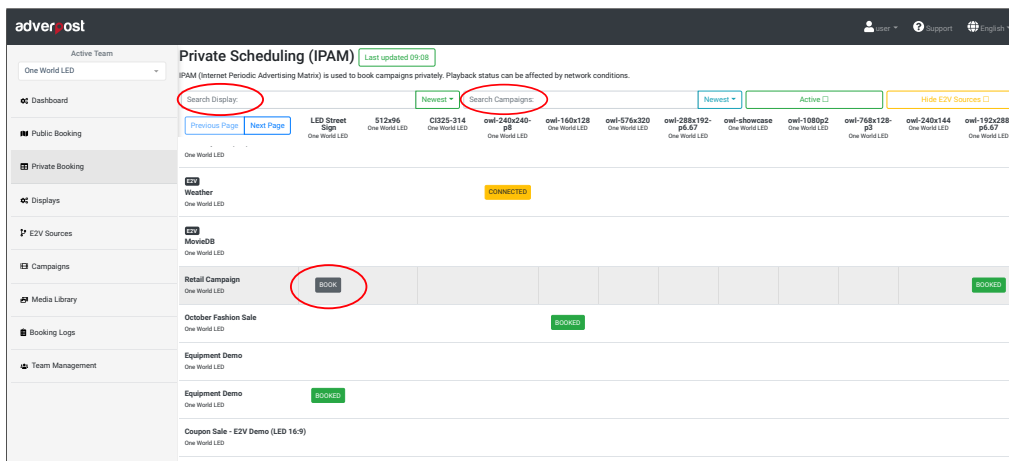 adverpost
user
Support
English
Active Team
One World LED
Dashboard
Public Booking
Private Booking
Displays
E2V Sources
Campaigns
Media Library
Booking Logs
Team Management
Private Scheduling (IPAM)
Last updated 09:08
IPAM (Internet Periodic Advertising Matrix) is used to book campaigns privately. Playback status can be affected by network conditions.
Search Display:
Newest
Search Campaigns:
Newest
Active
Hide E2V Sources
Previous Page
Next Page
LED Street
Sign
One World LED
512x96
One World LED
CI325-314
One World LED
owl-240x240-
p8
One World LED
owl-160x128
One World LED
owl-576x320
One World LED
owl-288x192-
p6.67
One World LED
owl-showcase
One World LED
owl-1080p2
One World LED
owl-768x128-
p3
One World LED
owl-240x144
One World LED
owl-192x288
p6.67
One World LED
One World LED
E2V
Weather
One World LED
CONNECTED
E2V
MovieDB
One World LED
Retail Campaign
One World LED
BOOK
BOOKED
October Fashion Sale
One World LED
BOOKED
Equipment Demo
One World LED
Equipment Demo
One World LED
BOOKED
Coupon Sale - E2V Demo (LED 16:9)
One World LED